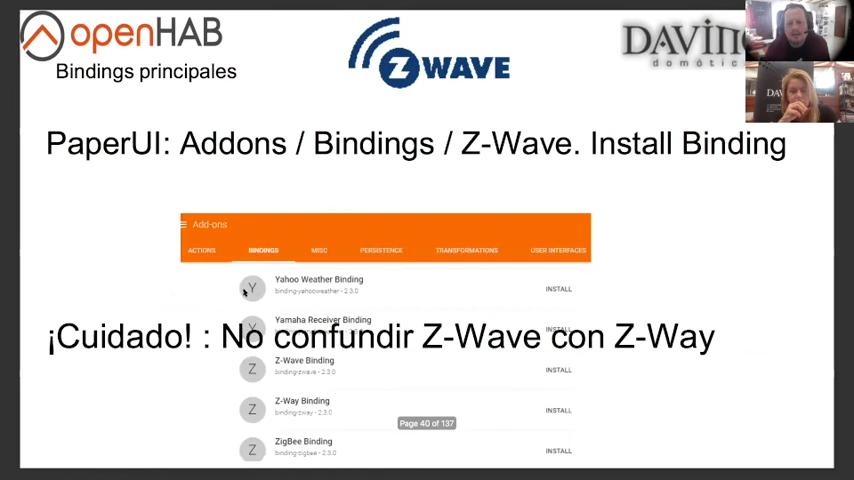 openHAB
Bindings principales
Z WAVE
DAVINC
domótic
PaperUI: Addons / Bindings / Z-Wave. Install Binding
Add-ons
ACTIONS BINDINGS MISC PERSISTENCE TRANSFORMATIONS USER INTERFACES
Y Yahoo Weather Binding INSTALL
binding-yahooweather - 2.3.0
Yamaha Receiver Binding
¡Cuidado! : No confundir Z-Wave con Z-Way
Z-Wave Binding
Z binding-zwave - 2.3.0 INSTALL
Z-Way Binding
Z binding-zway - 2.3.0 INSTALL
Page 40 of 137
ZigBee Binding
Z binding-zigbee - 2.3.0 INSTALL